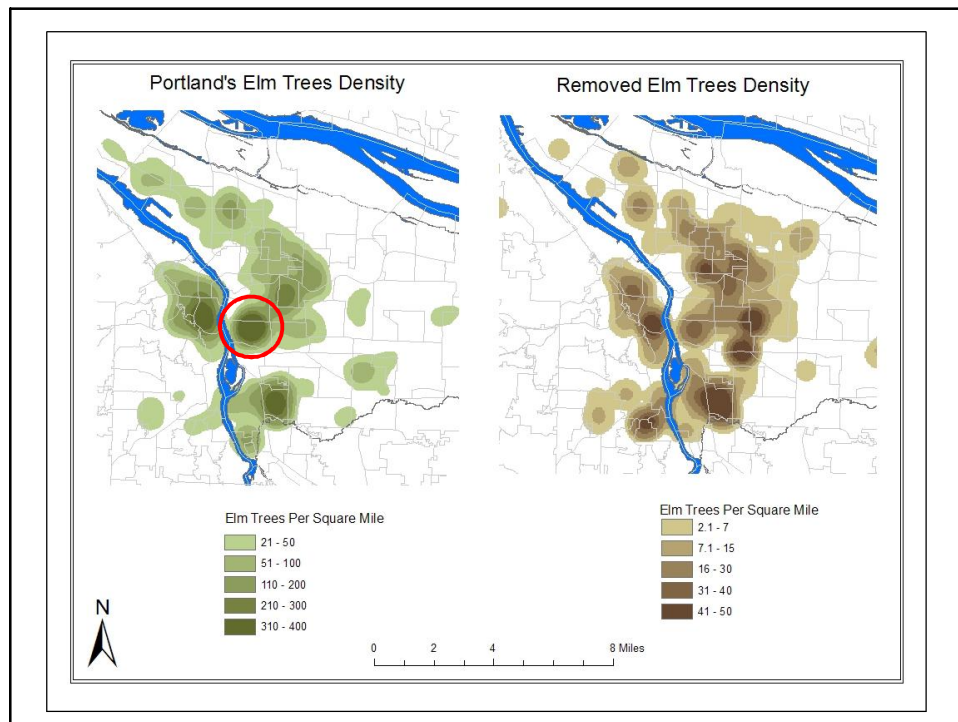 Portland's Elm Trees Density
Removed Elm Trees Density
Elm Trees Per Square Mile
21 - 50
51 - 100
110 - 200
210 - 300
310 - 400
Elm Trees Per Square Mile
2.1 - 7
7.1 - 15
16 - 30
31 - 40
41 - 50
N
0 2 4 8 Miles